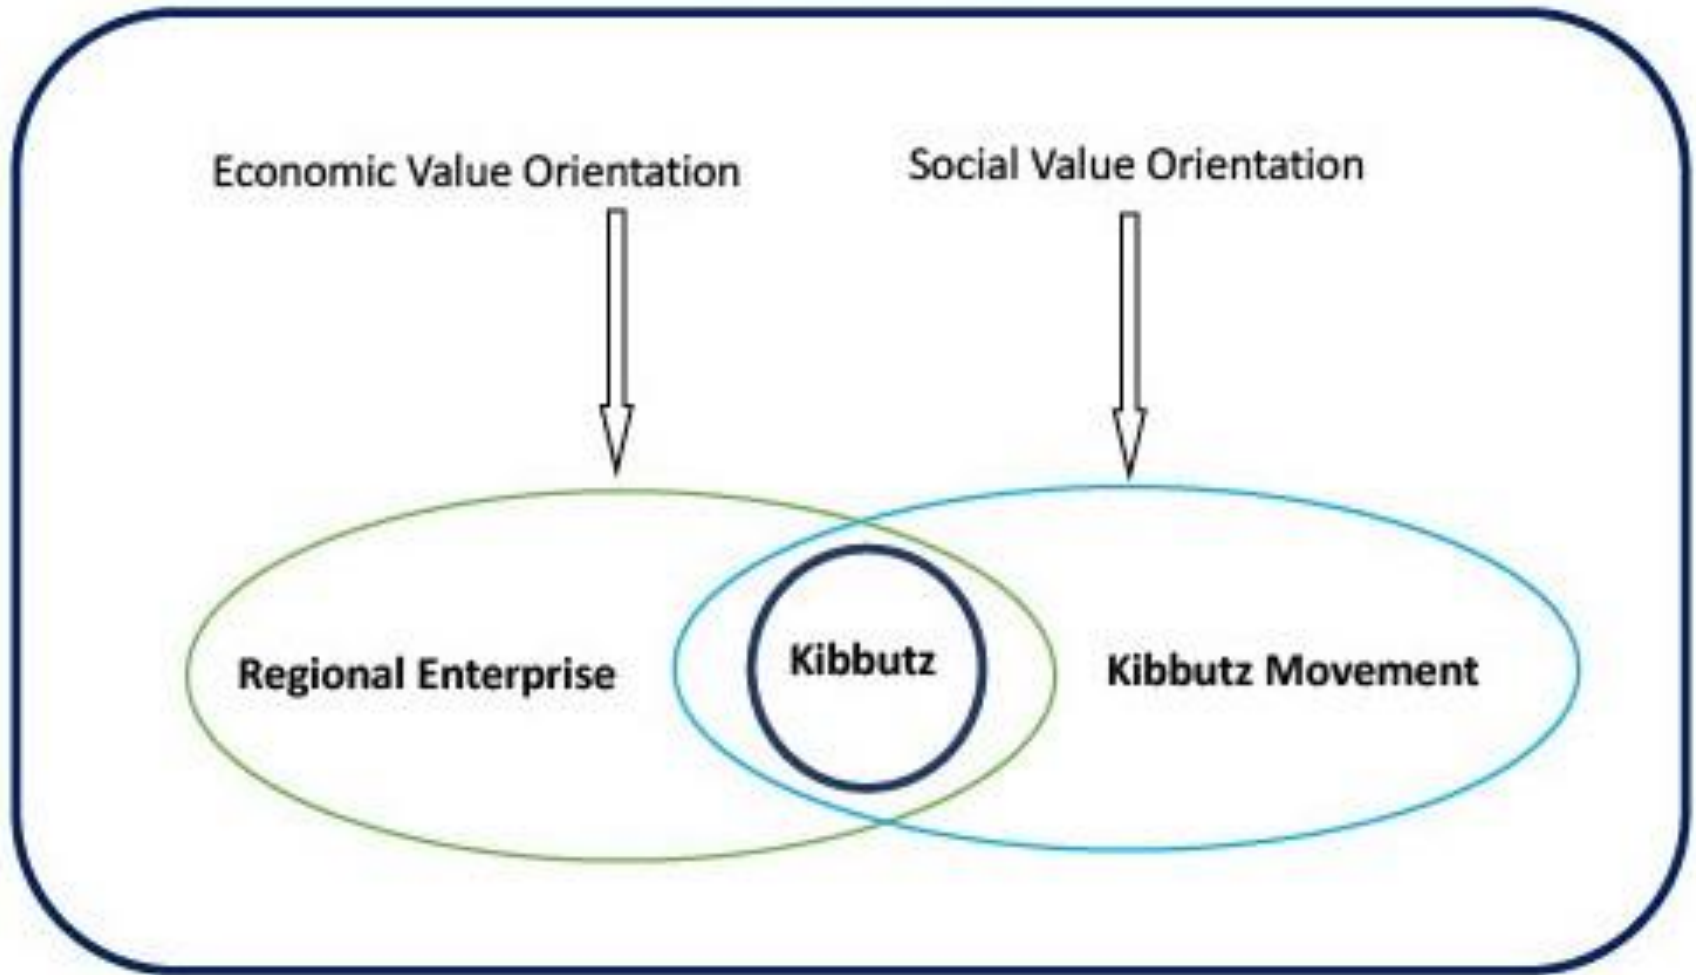 Economic Value Orientation
Social Value Orientation
Regional Enterprise
Kibbutz
Kibbutz Movement